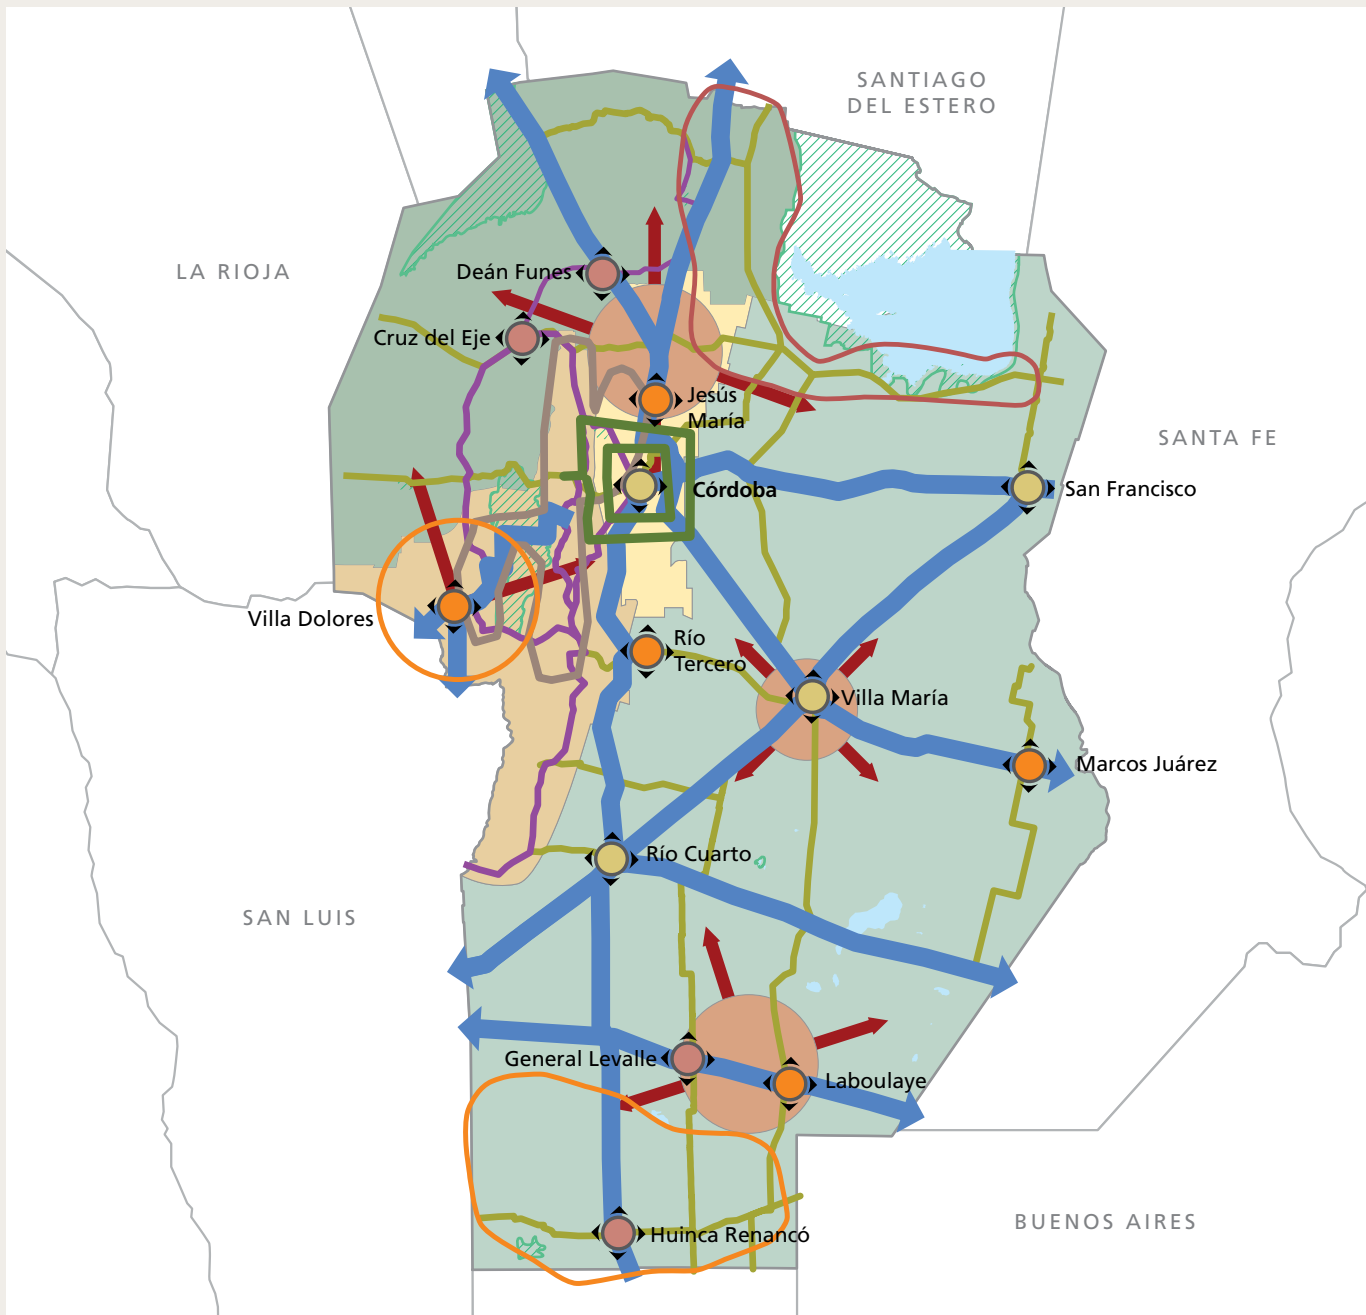 SANTIAGO
DEL ESTERO
LA RIOJA
Deán Funes
Cruz del Eje
Jesús
María
SANTA FE
Córdoba
San Francisco
Villa Dolores
Río
Tercero
Villa María
Marcos Juárez
Río Cuarto
SAN LUIS
General Levalle
Laboulaye
BUENOS AIRES
Huinca Renancó